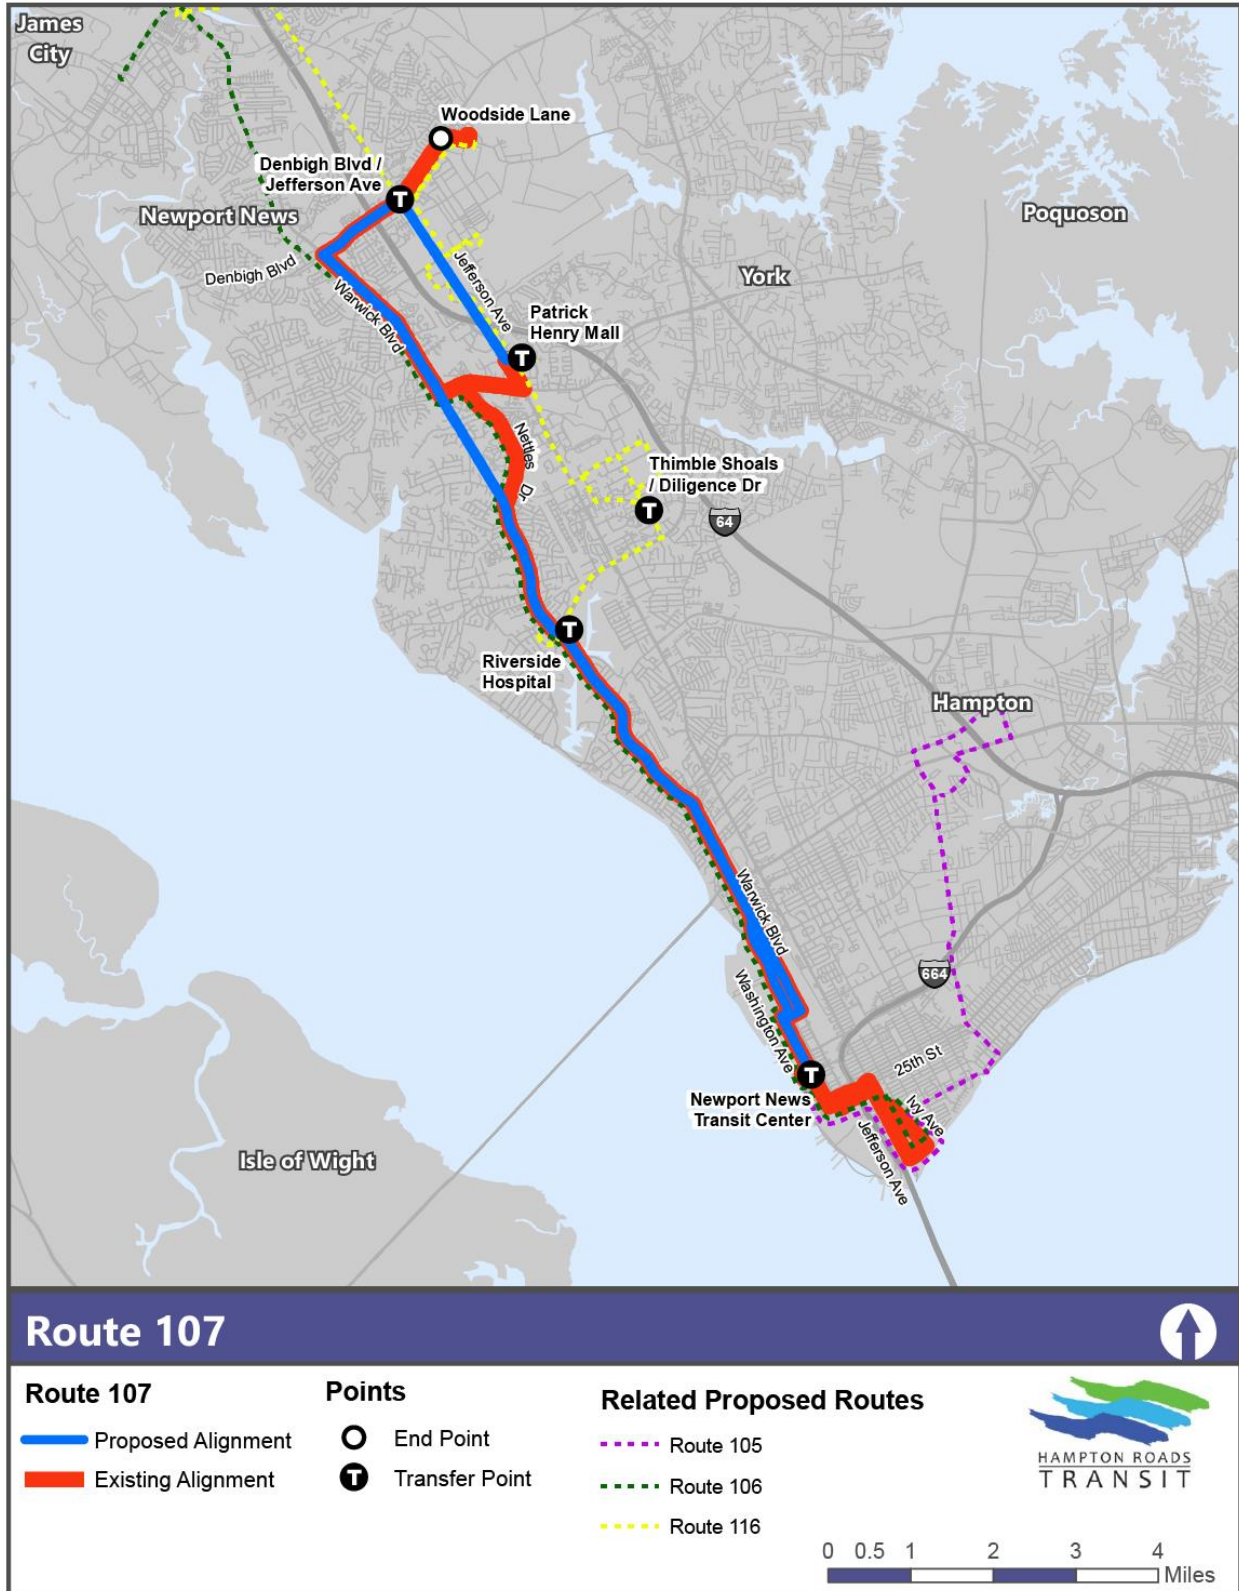 James
City
Woodside Lane
Denbigh Blvd /
Jefferson Ave
T
Newport News
Poquoson
Denbigh Blvd
Jefferson Ave
York
Warwick Blvd
Patrick
Henry Mall
T
Nettles Dr
Thimble Shoals
/ Diligence Dr
T
64
T
Riverside
Hospital
Hampton
Warwick Blvd
664
Washington Ave
25th St
T
Newport News
Transit Center
Ivy Ave
Jefferson Ave
Isle of Wight
Route 107
Route 107
Proposed Alignment
Existing Alignment
Points
End Point
T Transfer Point
Related Proposed Routes
Route 105
Route 106
Route 116
HAMPTON ROADS
TRANSIT
0 0.5 1 2 3 4
Miles